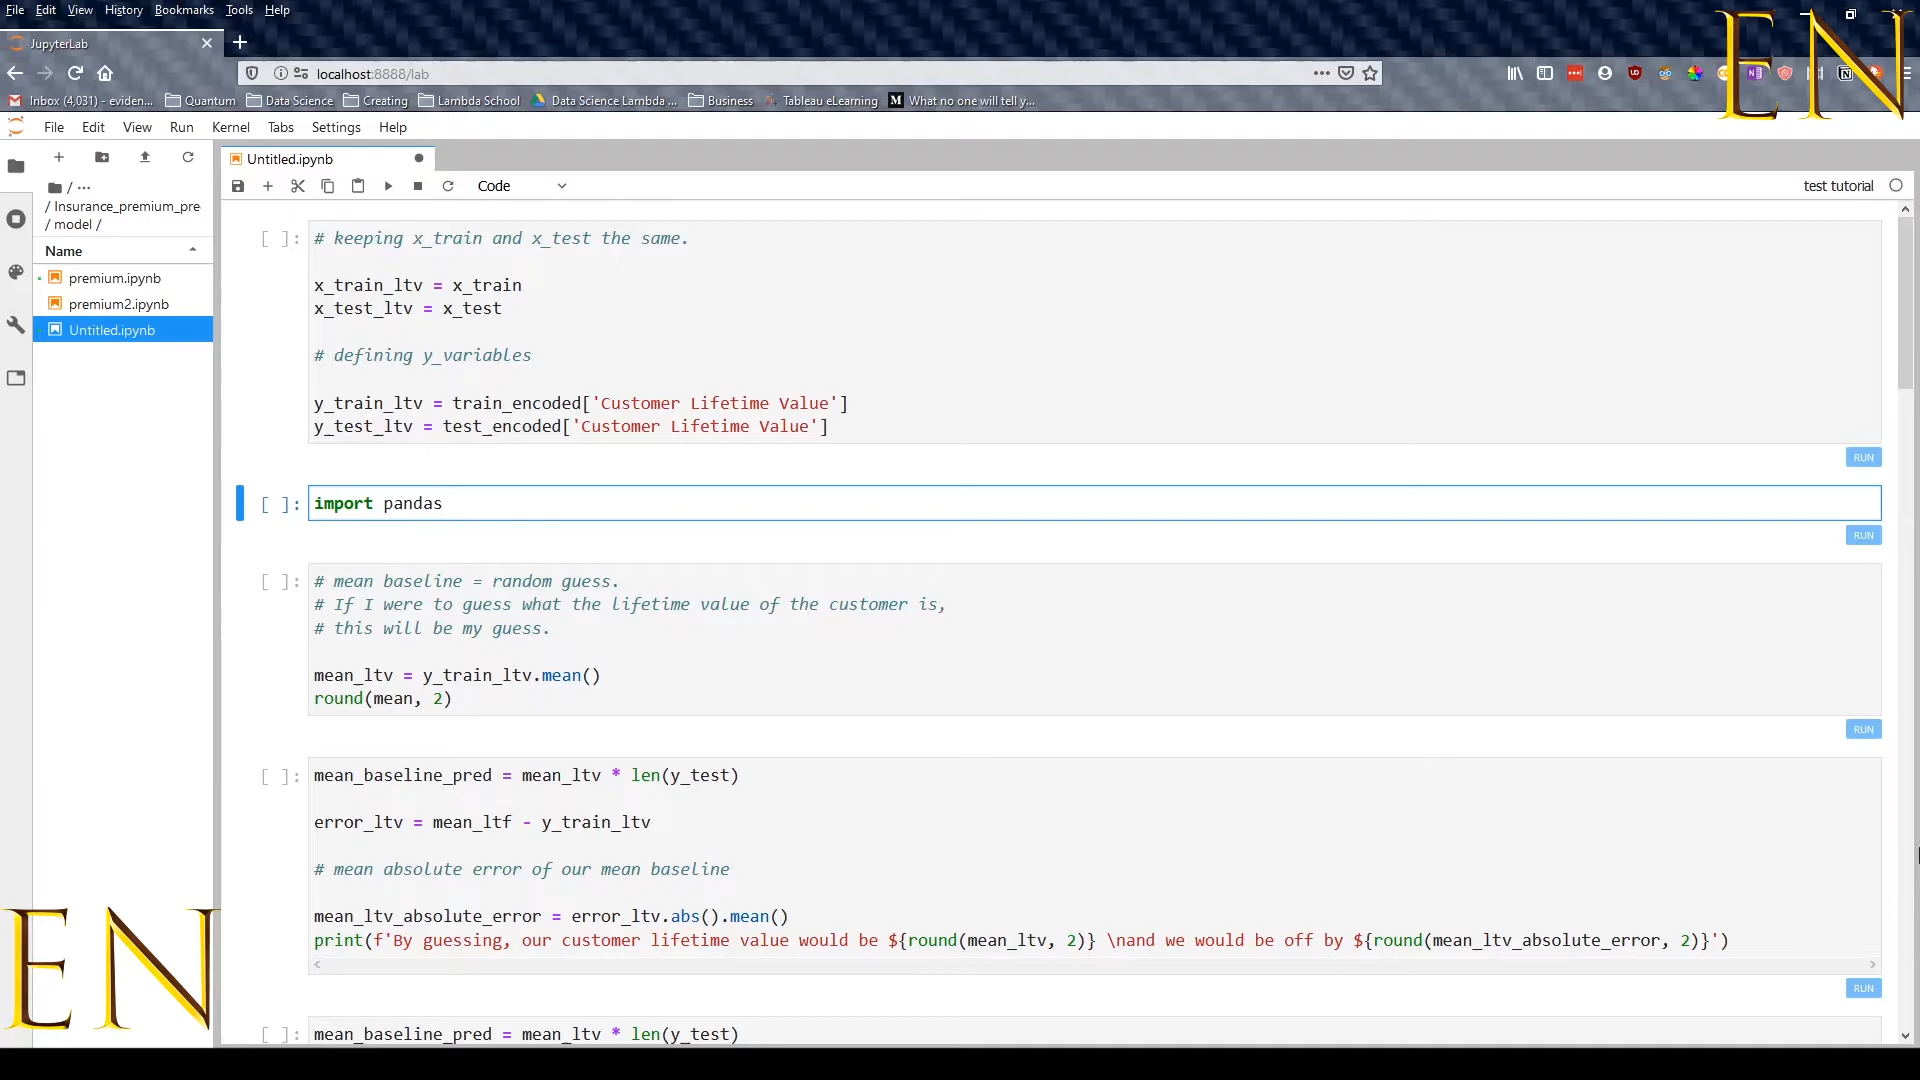 File Edit View History Bookmarks Tools Help
EN
JupyterLab
localhost:8888/lab
Inbox (4,031) - eviden... Quantum Data Science Creating Lambda School Data Science Lambda ... Business Tableau eLearning M What no one will tell y...
File Edit View Run Kernel Tabs Settings Help
Untitled.ipynb
/ ...
/ Insurance_premium_pre
/ model /
Code
test tutorial
Name
premium.ipynb
premium2.ipynb
Untitled.ipynb
[ ]: # keeping x_train and x_test the same.
x_train_ltv = x_train
x_test_ltv = x_test
# defining y_variables
y_train_ltv = train_encoded['Customer Lifetime Value']
y_test_ltv = test_encoded['Customer Lifetime Value']
RUN
[ ]: import pandas
RUN
[ ]: # mean baseline = random guess.
# If I were to guess what the lifetime value of the customer is,
# this will be my guess.
mean_ltv = y_train_ltv.mean()
round(mean, 2)
RUN
[ ]: mean_baseline_pred = mean_ltv * len(y_test)
error_ltv = mean_ltf - y_train_ltv
# mean absolute error of our mean baseline
mean_ltv_absolute_error = error_ltv.abs().mean()
print(f'By guessing, our customer lifetime value would be ${round(mean_ltv, 2)} \nand we would be off by ${round(mean_ltv_absolute_error, 2)}')
RUN
[ ]: mean_baseline_pred = mean_ltv * len(y_test)
EN